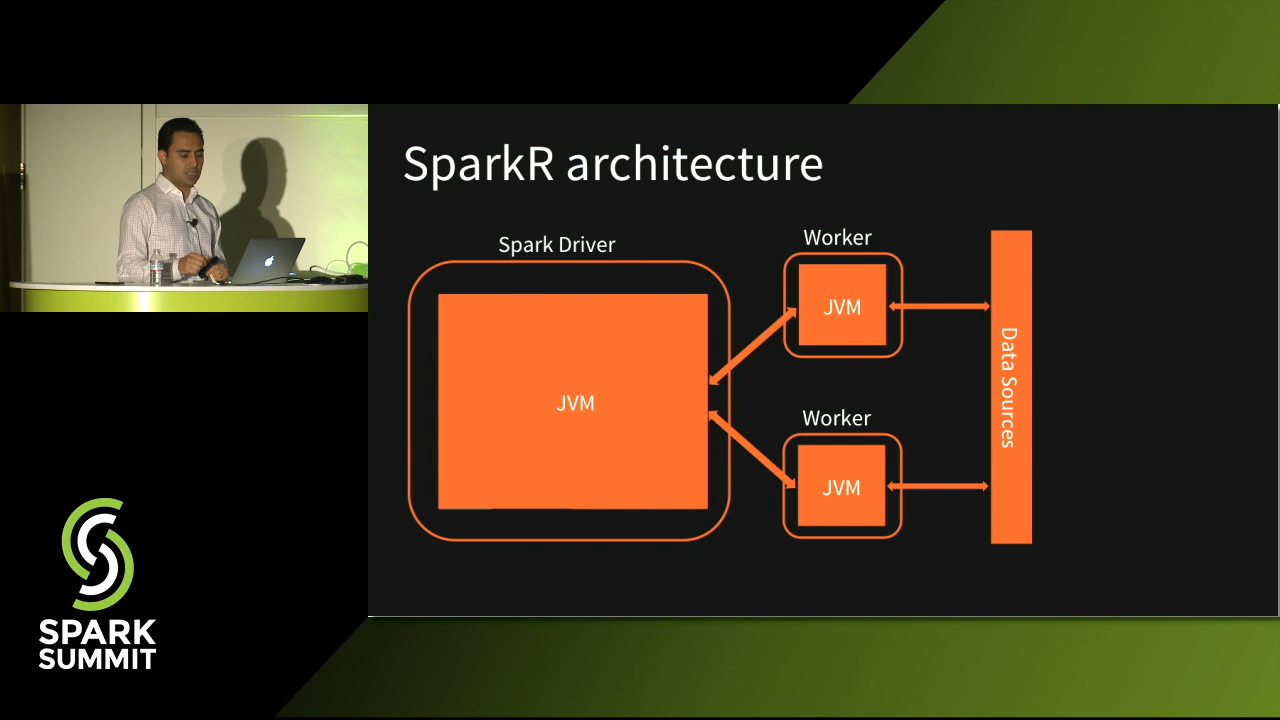 SparkR architecture
Spark Driver
Worker
JVM
JVM
Worker
JVM
Data Sources
SPARK
SUMMIT